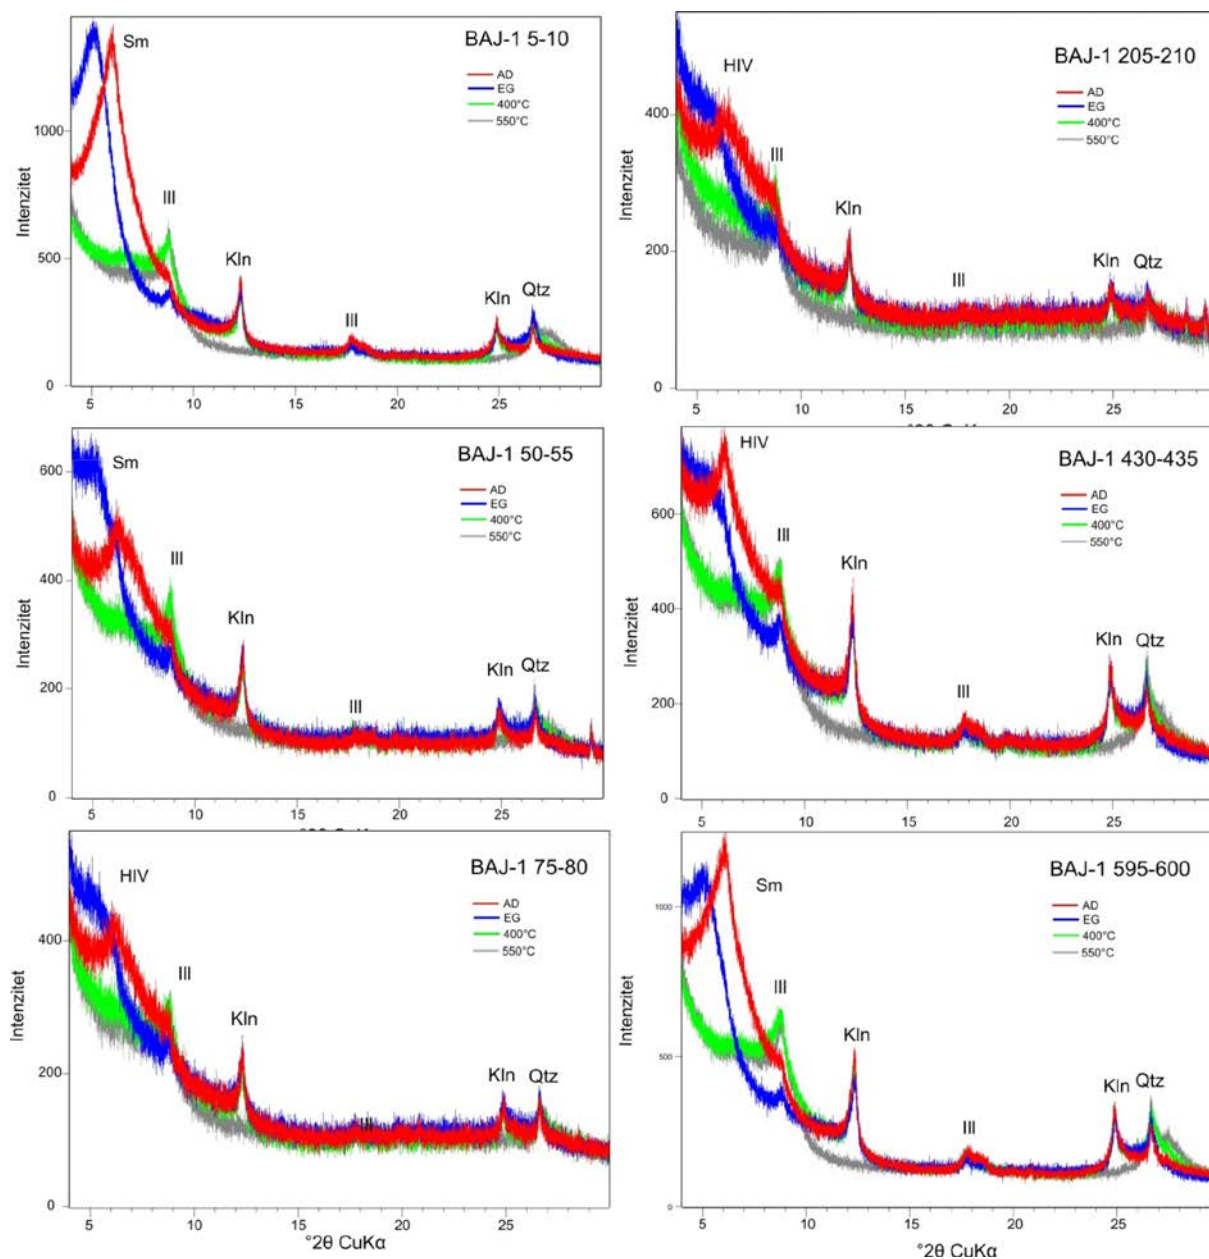 BAJ-1 5-10
Sm
AD
EG
400°C
550°C
Ill
Kln
Ill
Kln
Qtz
Intenzitet
1000
500
0
5
10
15
20
25
BAJ-1 205-210
HIV
AD
EG
400°C
550°C
Ill
Kln
Ill
Kln
Qtz
Intenzitet
400
200
0
5
10
15
20
25
BAJ-1 50-55
Sm
AD
EG
400°C
550°C
Ill
Kln
Ill
Kln
Qtz
Intenzitet
600
400
200
0
5
10
15
20
25
BAJ-1 430-435
HIV
AD
EG
400°C
550°C
Ill
Kln
Ill
Kln
Qtz
Intenzitet
600
400
200
0
5
10
15
20
25
BAJ-1 75-80
HIV
AD
EG
400°C
550°C
Ill
Kln
Ill
Kln
Qtz
Intenzitet
400
200
0
5
10
15
20
25
°2θ CuKα
BAJ-1 595-600
Sm
AD
EG
400°C
550°C
Ill
Kln
Ill
Kln
Qtz
Intenzitet
1000
500
0
5
10
15
20
25
°2θ CuKα